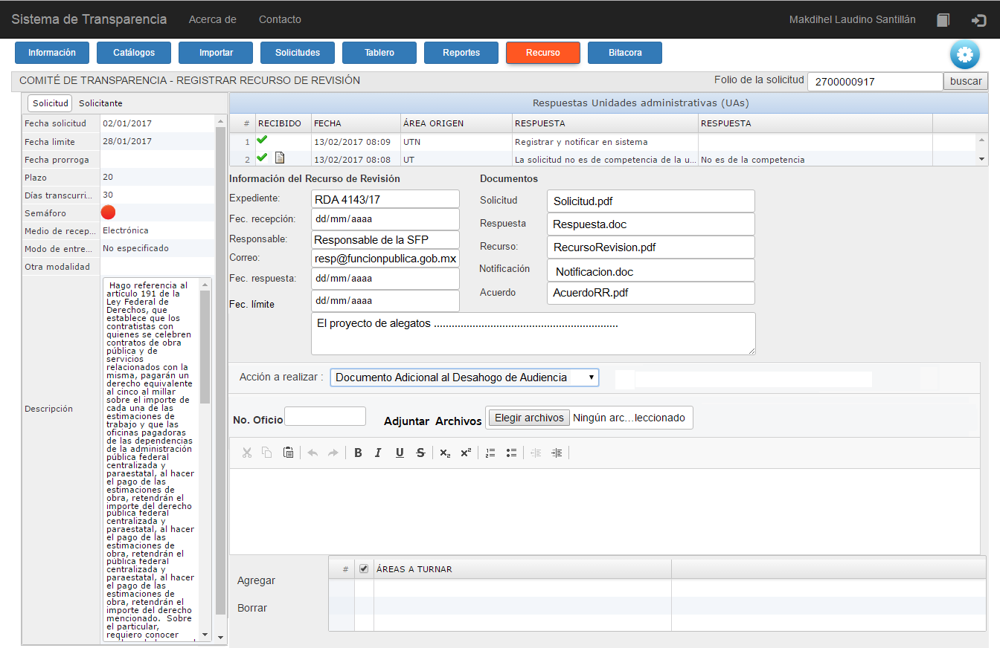 Sistema de Transparencia Acerca de Contacto Makdihel Laudino Santillán
Información Catálogos Importar Solicitudes Tablero Reportes Recurso Bitacora
COMITÉ DE TRANSPARENCIA - REGISTRAR RECURSO DE REVISIÓN Folio de la solicitud 2700000917 buscar
Solicitud Solicitante
Fecha solicitud 02/01/2017
Fecha limite 28/01/2017
Fecha prorroga
Plazo 20
Días transcurri... 30
Semáforo
Medio de recep... Electrónica
Modo de entre... No especificado
Otra modalidad
Descripción
Hago referencia al
artículo 191 de la
Ley Federal de
Derechos, que
establece que los
contratistas con
quienes se celebren
contratos de obra
pública y de
servicios
relacionados con la
misma, pagarán un
derecho equivalente
al cinco al millar
sobre el importe de
cada una de las
estimaciones de
trabajo y que las
oficinas pagadoras
de las dependencias
de la administración
pública federal
centralizada y
paraestatal, al hacer
el pago de las
estimaciones de
obra, retendrán el
importe del derecho
pública federal
centralizada y
paraestatal, al hacer
el pago de las
estimaciones de
obra, retendrán el
pública federal
centralizada y
paraestatal, al hacer
el pago de las
estimaciones de
obra, retendrán el
importe del derecho
mencionado. Sobre
el particular,
requiero conocer
Respuestas Unidades administrativas (UAs)
# RECIBIDO FECHA ÁREA ORIGEN RESPUESTA RESPUESTA
1 13/02/2017 08:09 UTN Registrar y notificar en sistema
2 13/02/2017 08:08 UT La solicitud no es de competencia de la u... No es de la competencia
Información del Recurso de Revisión
Expediente: RDA 4143/17
Fec. recepción: dd/mm/aaaa
Responsable: Responsable de la SFP
Correo: resp@funcionpublica.gob.mx
Fec. respuesta: dd/mm/aaaa
Fec. límite dd/mm/aaaa
Documentos
Solicitud Solicitud.pdf
Respuesta Respuesta.doc
Recurso: RecursoRevision.pdf
Notificación Notificacion.doc
Acuerdo AcuerdoRR.pdf
El proyecto de alegatos ..............................................................
Acción a realizar : Documento Adicional al Desahogo de Audiencia
No. Oficio Adjuntar Archivos Elegir archivos Ningún arc...leccionado
B I U S x₂ x²
# ÁREAS A TURNAR
Agregar
Borrar